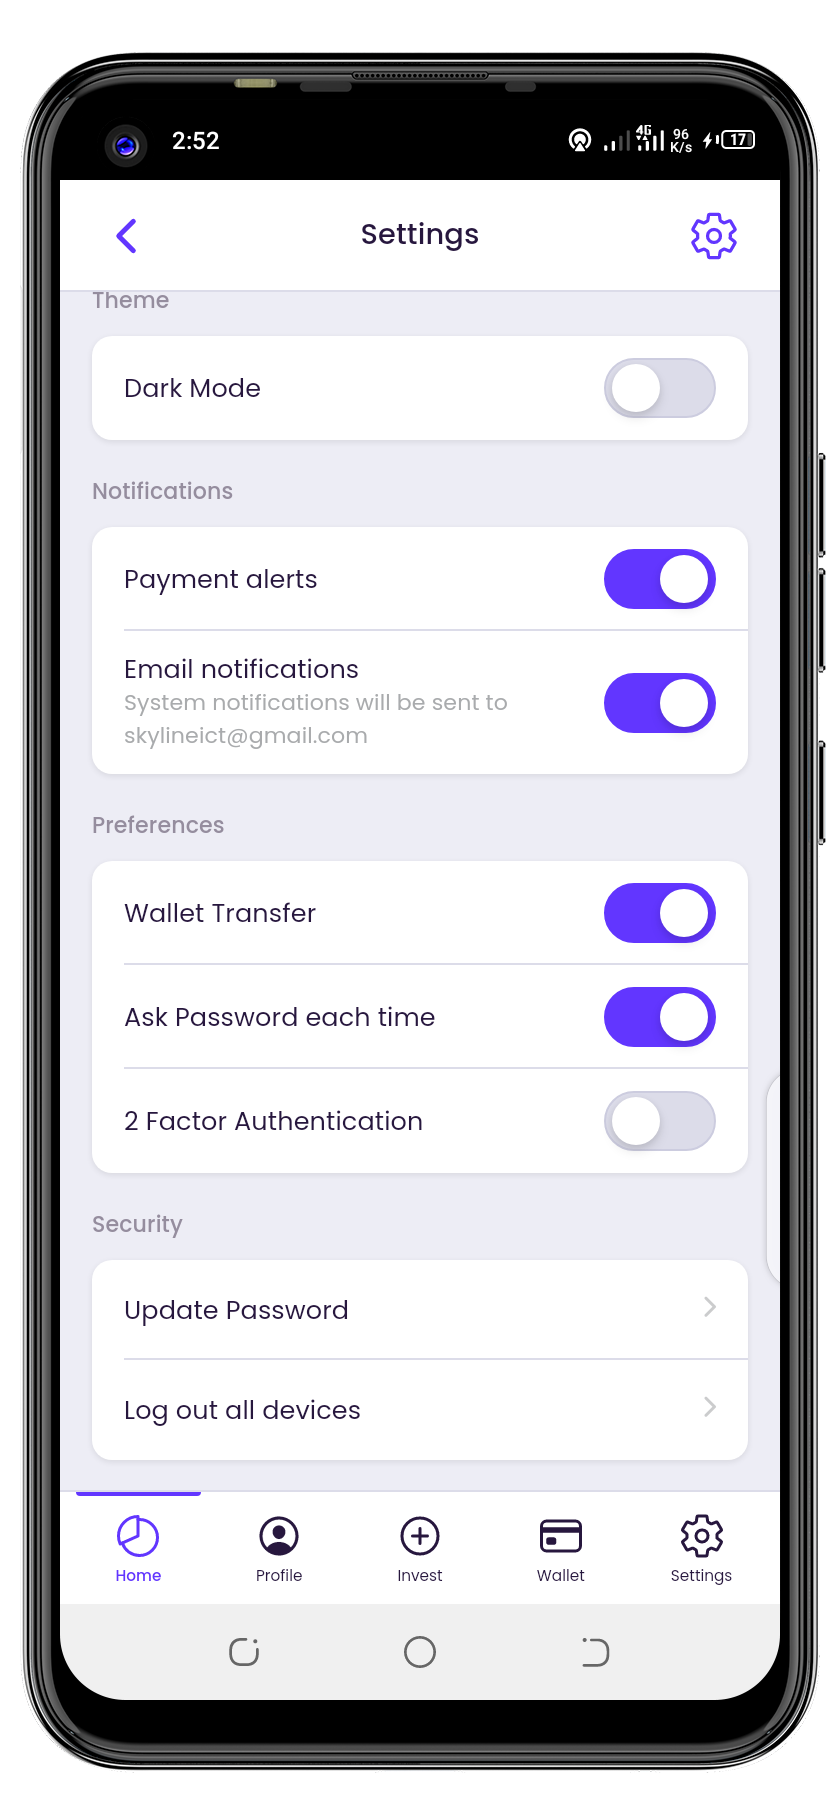 2:52
4G
96
K/s
17
Settings
Theme
Dark Mode
Notifications
Payment alerts
Email notifications
System notifications will be sent to
skylineict@gmail.com
Preferences
Wallet Transfer
Ask Password each time
2 Factor Authentication
Security
Update Password
Log out all devices
Home Profile Invest Wallet Settings